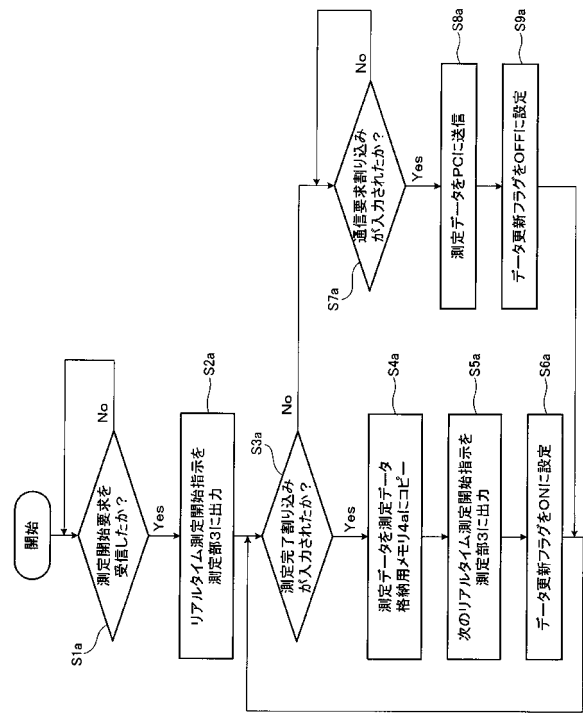 開始
測定開始要求を
受信したか？
S1a
No
Yes
リアルタイム測定開始指示を
測定部3に出力
S2a
測定完了割り込み
が入力されたか？
S3a
No
Yes
測定データを測定データ
格納用メモリ4aにコピー
S4a
次のリアルタイム測定開始指示を
測定部3に出力
S5a
データ更新フラグをONに設定
S6a
通信要求割り込み
が入力されたか？
S7a
No
Yes
測定データをPCに送信
S8a
データ更新フラグをOFFに設定
S9a